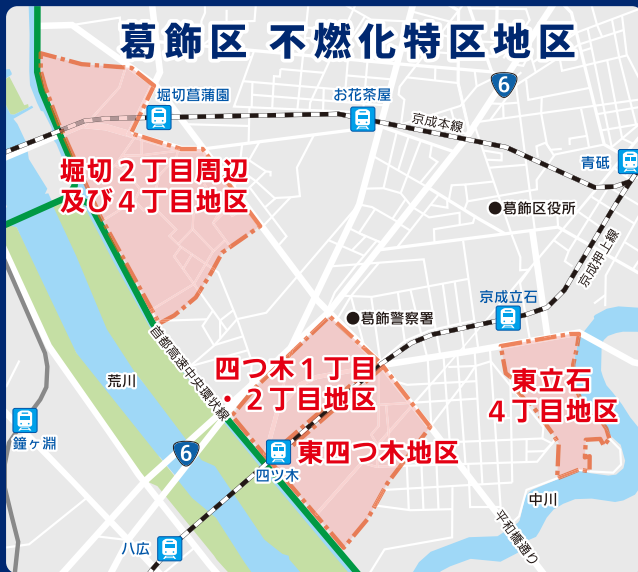 葛飾区 不燃化特区地区
6
堀切菖蒲園
お花茶屋
京成本線
青砥
堀切２丁目周辺
及び４丁目地区
●葛飾区役所
京成押上線
京成立石
●葛飾警察署
首都高速中央環状線
四つ木１丁目
・２丁目地区
東立石
４丁目地区
荒川
鐘ヶ淵
6
東四つ木地区
四ツ木
中川
八広
平和橋通り